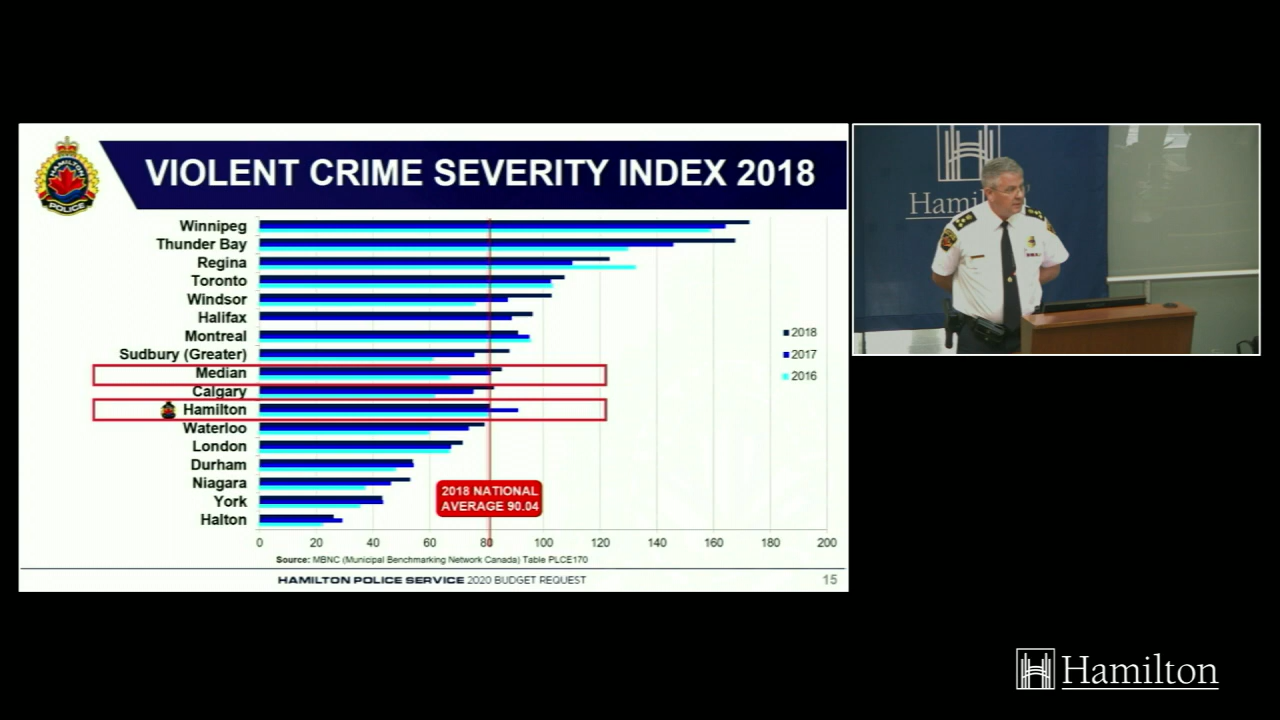 HAMILTON
POLICE
VIOLENT CRIME SEVERITY INDEX 2018
Winnipeg
Thunder Bay
Regina
Toronto
Windsor
Halifax
Montreal
Sudbury (Greater)
Median
Calgary
Hamilton
Waterloo
London
Durham
Niagara
York
Halton
2018
2017
2016
2018 NATIONAL
AVERAGE 90.04
0 20 40 60 80 100 120 140 160 180 200
Source: MBNC (Municipal Benchmarking Network Canada) Table PLCE170
HAMILTON POLICE SERVICE 2020 BUDGET REQUEST
15
Hami
Hamilton